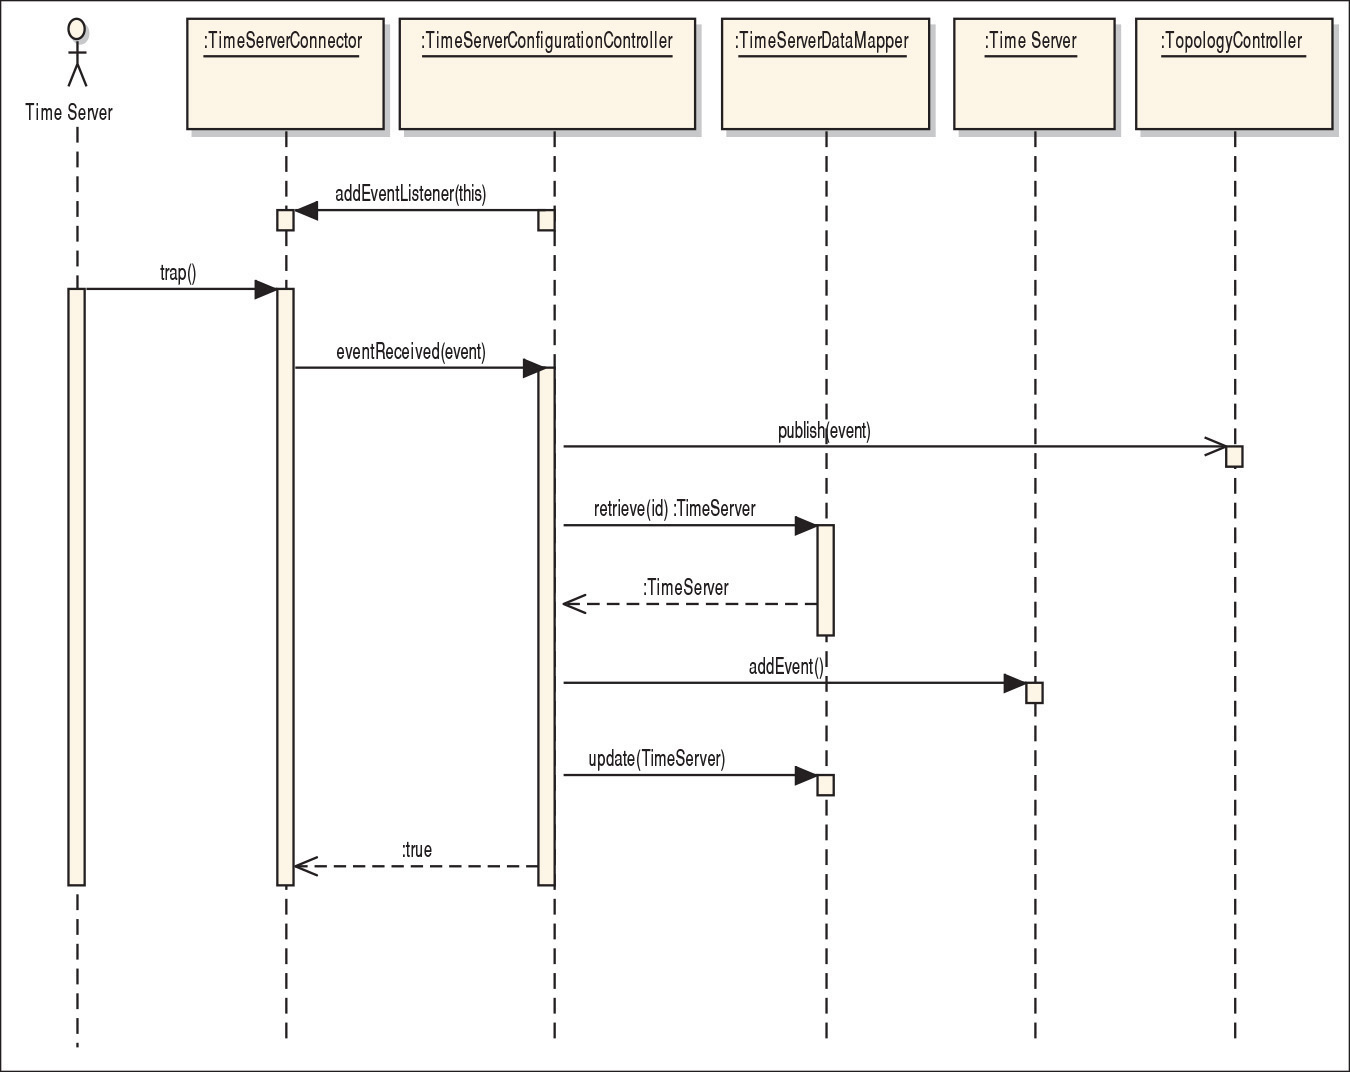 :TimeServerConnector
:TimeServerConfigurationController
:TimeServerDataMapper
:Time Server
:TopologyController
Time Server
addEventListener(this)
trap()
eventReceived(event)
publish(event)
retrieve(id) :TimeServer
:TimeServer
addEvent()
update(TimeServer)
:true